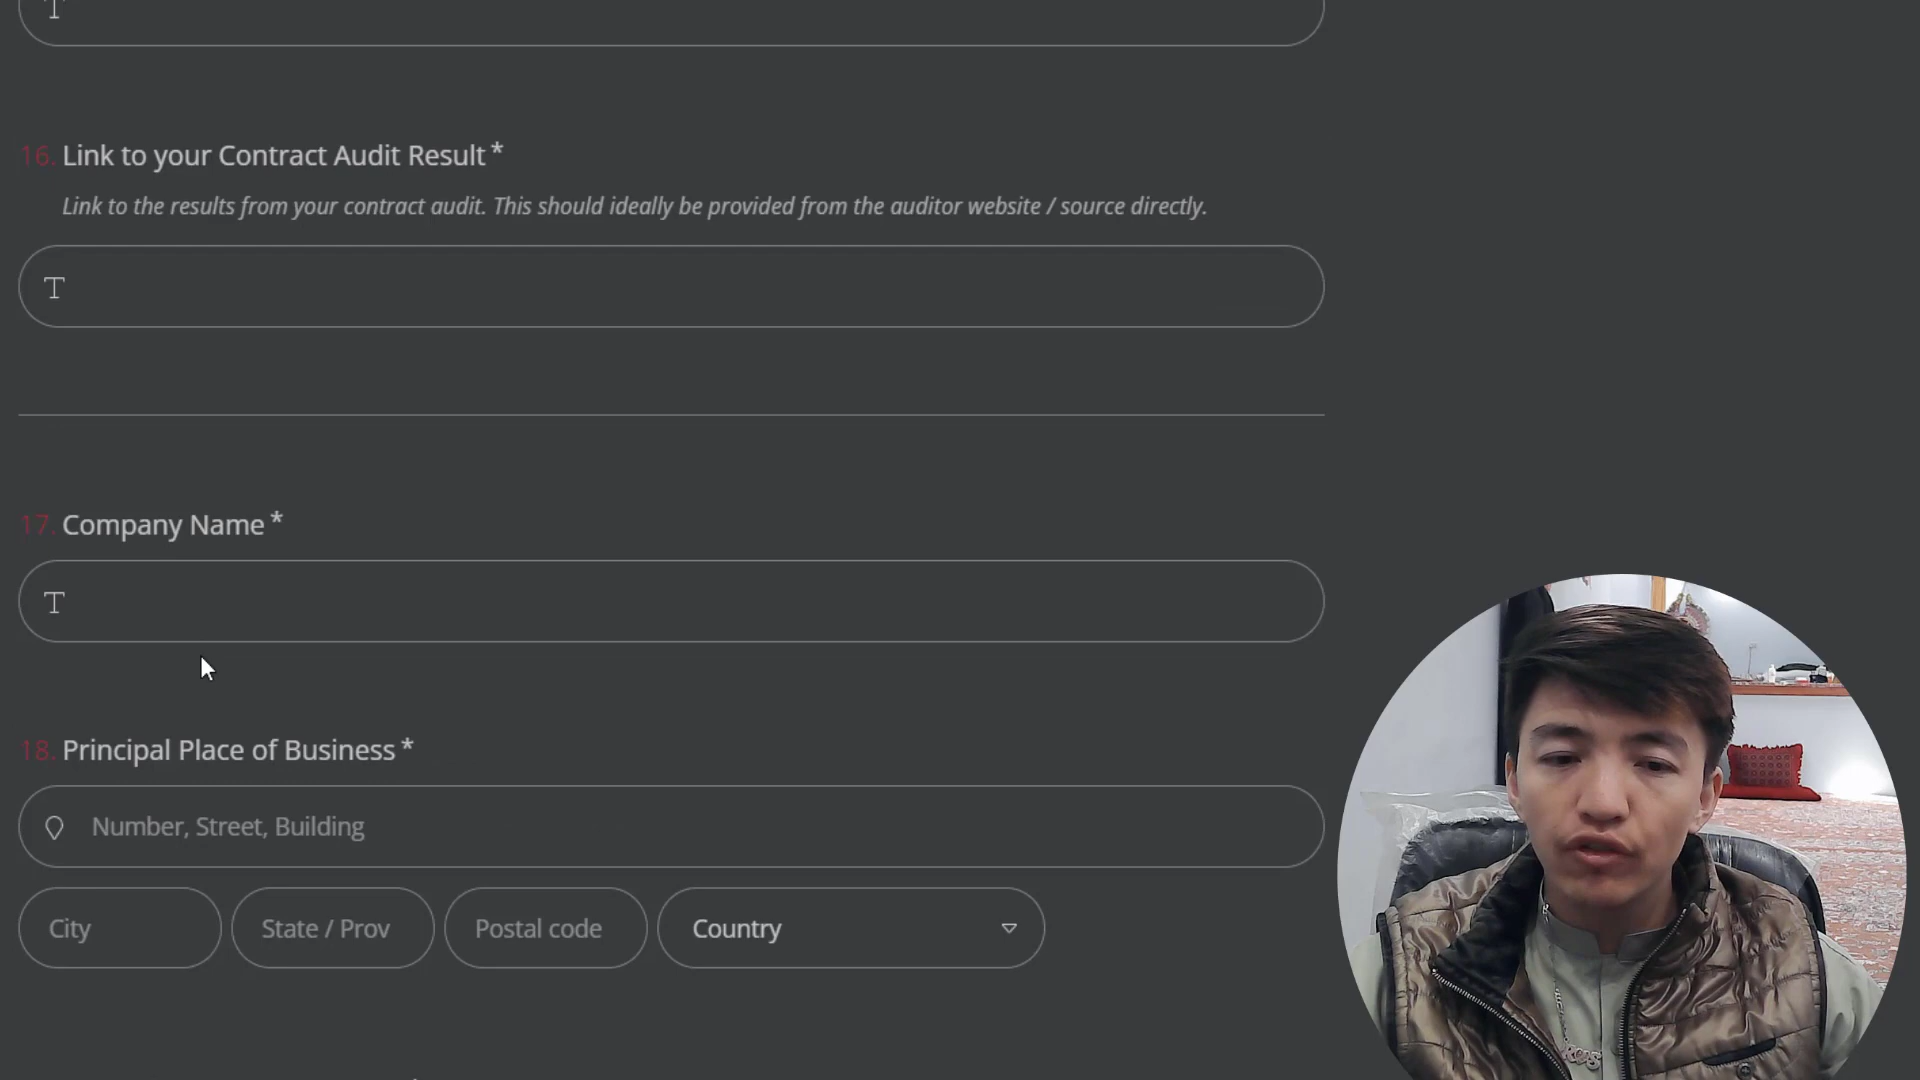 16. Link to your Contract Audit Result *
Link to the results from your contract audit. This should ideally be provided from the auditor website / source directly.
17. Company Name *
18. Principal Place of Business *
Number, Street, Building
City State / Prov Postal code Country